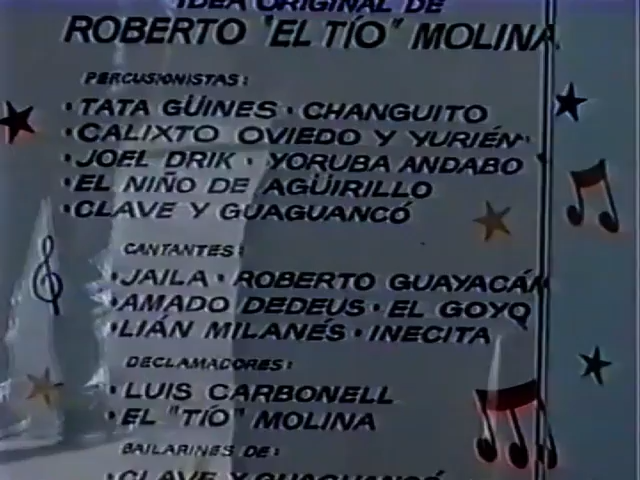 IDEA ORIGINAL DE
ROBERTO "EL TÍO" MOLINA
PERCUSIONISTAS:
• TATA GÜINES • CHANGUITO
• CALIXTO OVIEDO Y YURIÉN
• JOEL DRIK • YORUBA ANDABO
• EL NIÑO DE AGÜIRILLO
• CLAVE Y GUAGUANCÓ
CANTANTES:
• JAILA • ROBERTO GUAYACÁN
• AMADO DEDEUS • EL GOYO
• LIÁN MILANÉS • INECITA
DECLAMADORES:
• LUIS CARBONELL
• EL "TÍO" MOLINA
BAILARINES DE:
• CLAVE Y GUAGUANCÓ